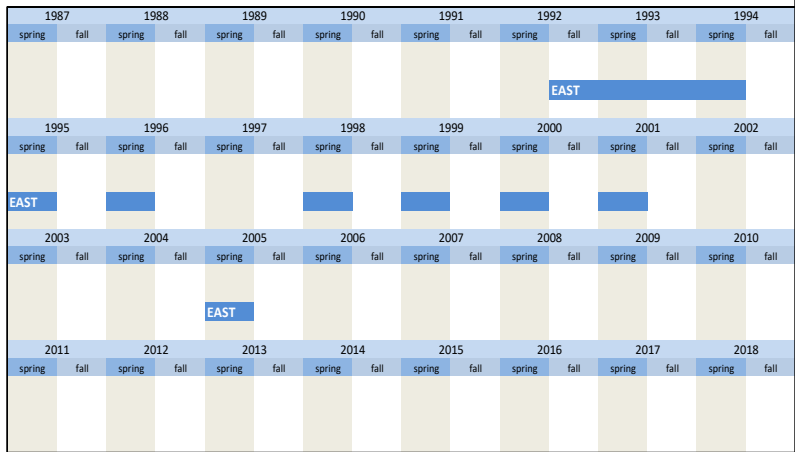 1987 1988 1989 1990 1991 1992 1993 1994
spring fall spring fall spring fall spring fall spring fall spring fall spring fall spring fall
EAST
1995 1996 1997 1998 1999 2000 2001 2002
spring fall spring fall spring fall spring fall spring fall spring fall spring fall spring fall
EAST
2003 2004 2005 2006 2007 2008 2009 2010
spring fall spring fall spring fall spring fall spring fall spring fall spring fall spring fall
EAST
2011 2012 2013 2014 2015 2016 2017 2018
spring fall spring fall spring fall spring fall spring fall spring fall spring fall spring fall